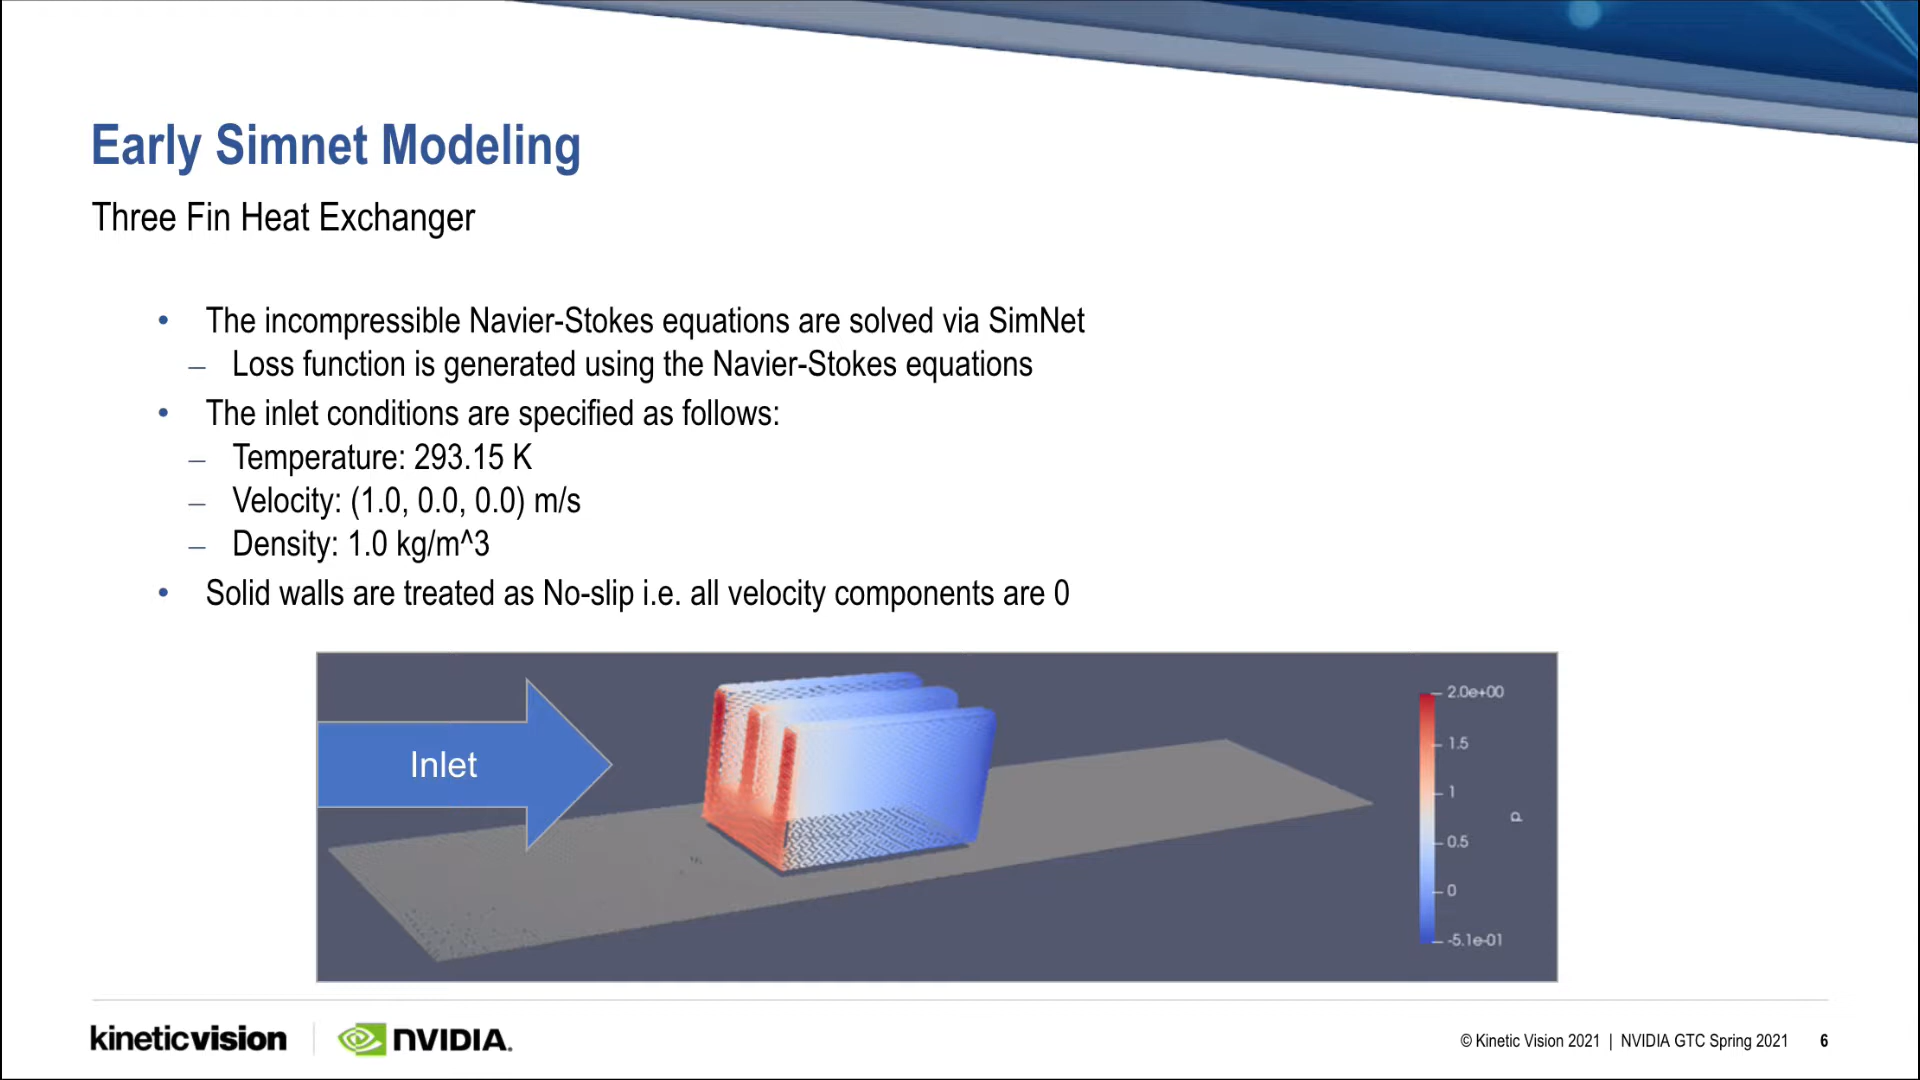 Early Simnet Modeling
Three Fin Heat Exchanger
• The incompressible Navier-Stokes equations are solved via SimNet
– Loss function is generated using the Navier-Stokes equations
• The inlet conditions are specified as follows:
– Temperature: 293.15 K
– Velocity: (1.0, 0.0, 0.0) m/s
– Density: 1.0 kg/m^3
• Solid walls are treated as No-slip i.e. all velocity components are 0
Inlet
2.0e+00
1.5
1
0.5
0
-5.1e-01
p
kineticvision
NVIDIA.
© Kinetic Vision 2021 | NVIDIA GTC Spring 2021 6